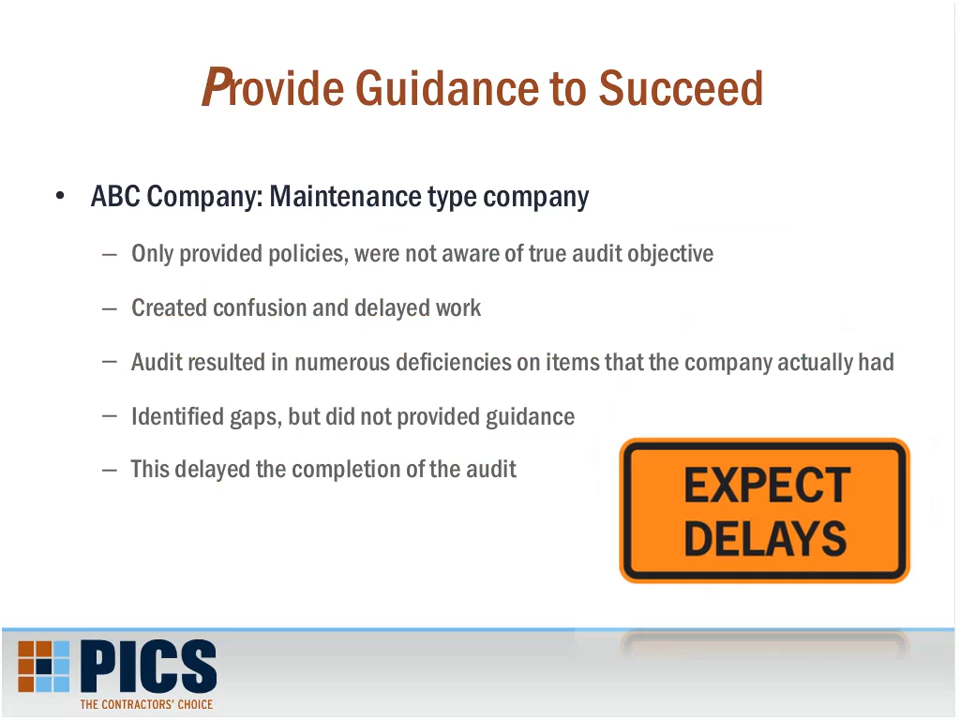 Provide Guidance to Succeed
• ABC Company: Maintenance type company
– Only provided policies, were not aware of true audit objective
– Created confusion and delayed work
– Audit resulted in numerous deficiencies on items that the company actually had
– Identified gaps, but did not provided guidance
– This delayed the completion of the audit
EXPECT
DELAYS
PICS
THE CONTRACTORS' CHOICE